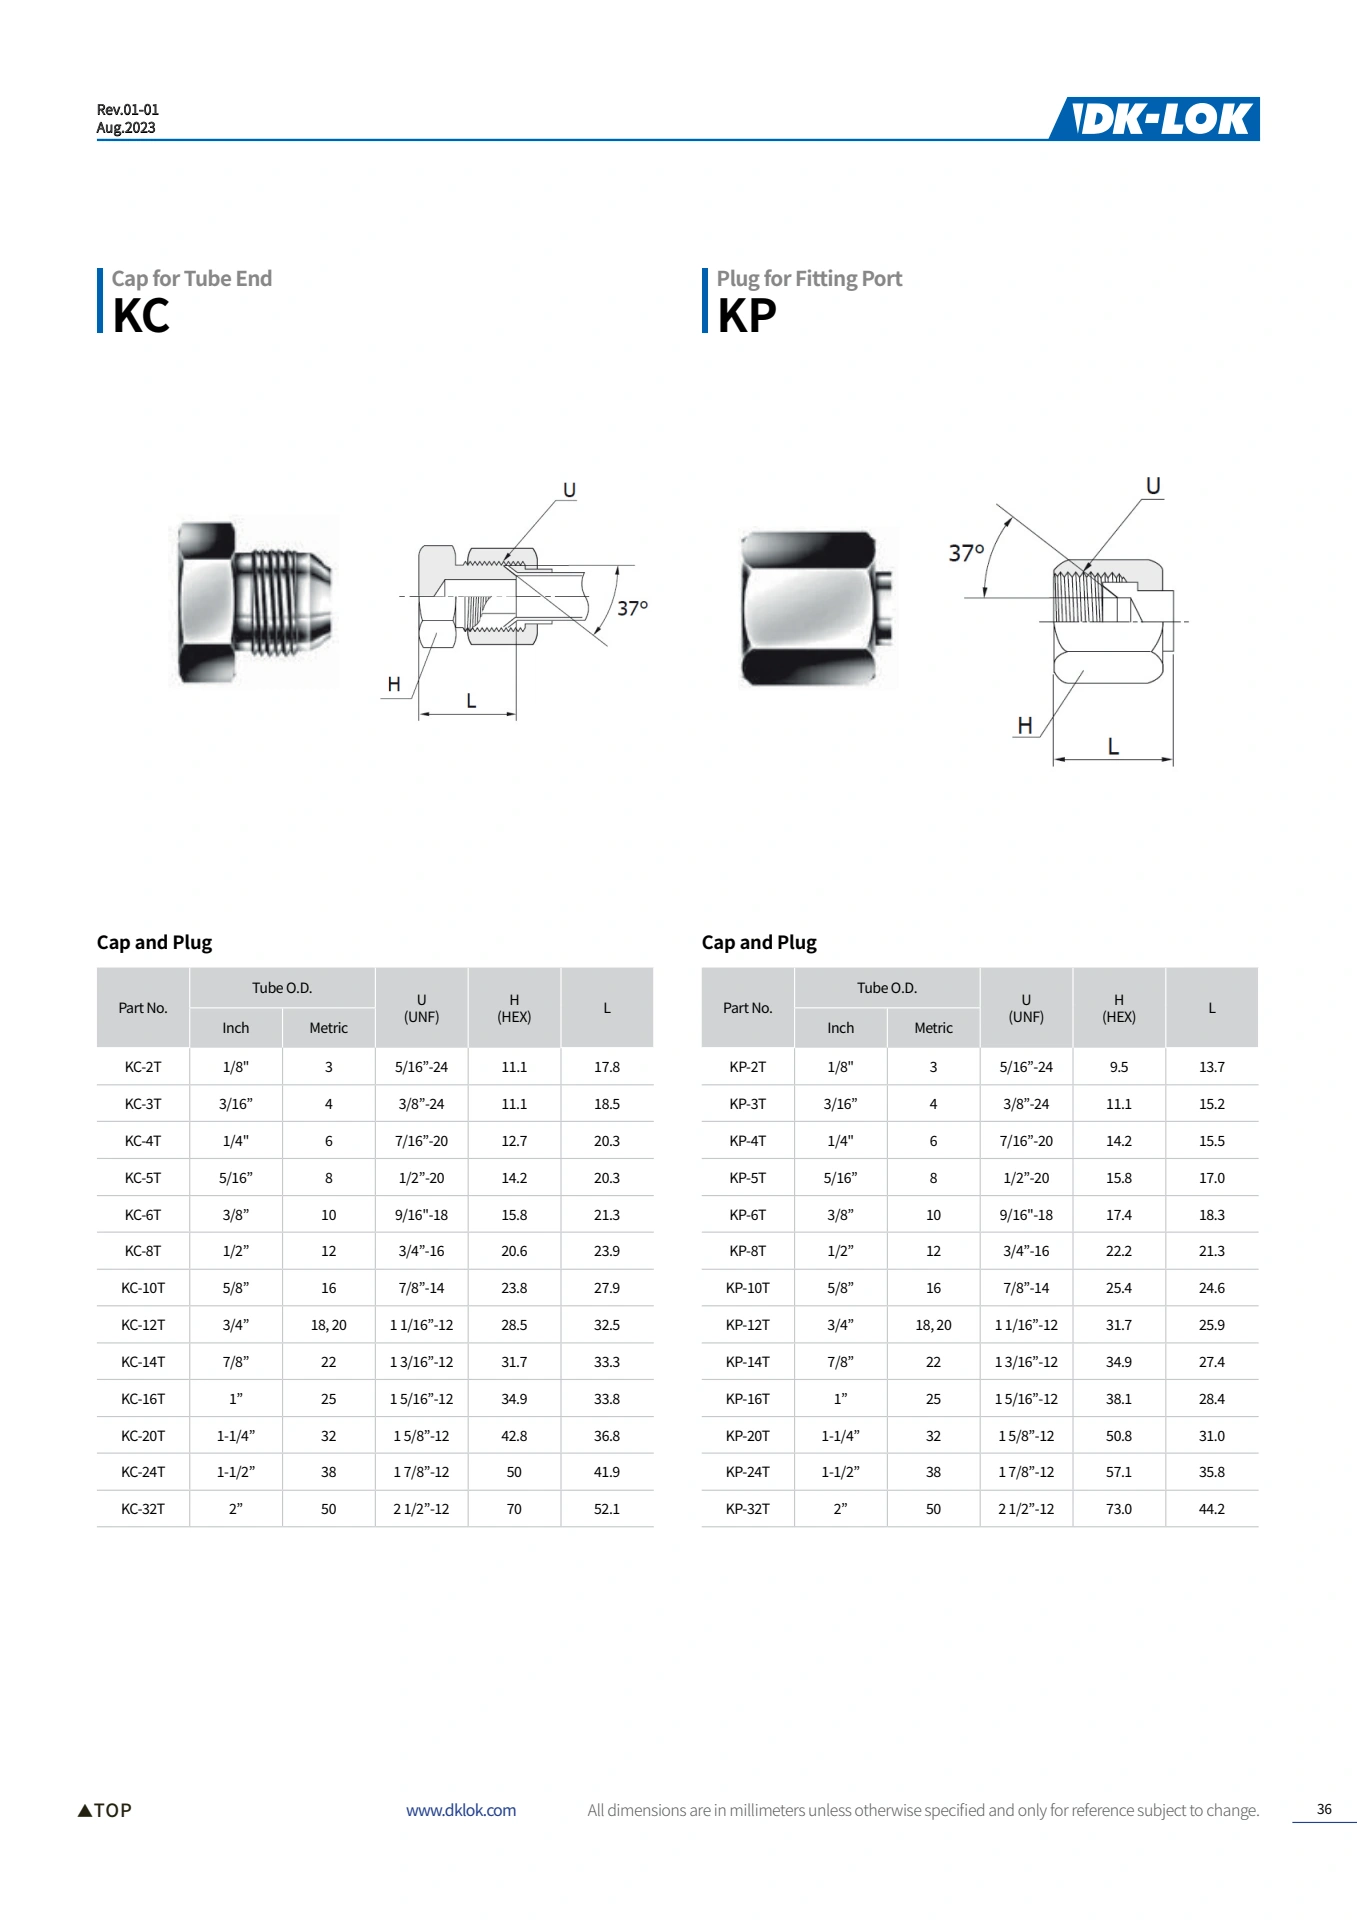 Rev.01-01
Aug.2023
DK-LOK
Cap for Tube End
KC
U
37°
H
L
Plug for Fitting Port
KP
U
37°
H
L
Cap and Plug
Part No. Tube O.D. U (UNF) H (HEX) L
Inch Metric
KC-2T 1/8" 3 5/16”-24 11.1 17.8
KC-3T 3/16” 4 3/8”-24 11.1 18.5
KC-4T 1/4" 6 7/16”-20 12.7 20.3
KC-5T 5/16” 8 1/2”-20 14.2 20.3
KC-6T 3/8” 10 9/16"-18 15.8 21.3
KC-8T 1/2” 12 3/4”-16 20.6 23.9
KC-10T 5/8” 16 7/8”-14 23.8 27.9
KC-12T 3/4” 18, 20 1 1/16”-12 28.5 32.5
KC-14T 7/8” 22 1 3/16”-12 31.7 33.3
KC-16T 1” 25 1 5/16”-12 34.9 33.8
KC-20T 1-1/4” 32 1 5/8”-12 42.8 36.8
KC-24T 1-1/2” 38 1 7/8”-12 50 41.9
KC-32T 2” 50 2 1/2”-12 70 52.1
Cap and Plug
Part No. Tube O.D. U (UNF) H (HEX) L
Inch Metric
KP-2T 1/8" 3 5/16”-24 9.5 13.7
KP-3T 3/16” 4 3/8”-24 11.1 15.2
KP-4T 1/4" 6 7/16”-20 14.2 15.5
KP-5T 5/16” 8 1/2”-20 15.8 17.0
KP-6T 3/8” 10 9/16"-18 17.4 18.3
KP-8T 1/2” 12 3/4”-16 22.2 21.3
KP-10T 5/8” 16 7/8”-14 25.4 24.6
KP-12T 3/4” 18, 20 1 1/16”-12 31.7 25.9
KP-14T 7/8” 22 1 3/16”-12 34.9 27.4
KP-16T 1” 25 1 5/16”-12 38.1 28.4
KP-20T 1-1/4” 32 1 5/8”-12 50.8 31.0
KP-24T 1-1/2” 38 1 7/8”-12 57.1 35.8
KP-32T 2” 50 2 1/2”-12 73.0 44.2
▲TOP
www.dklok.com
All dimensions are in millimeters unless otherwise specified and only for reference subject to change.
36